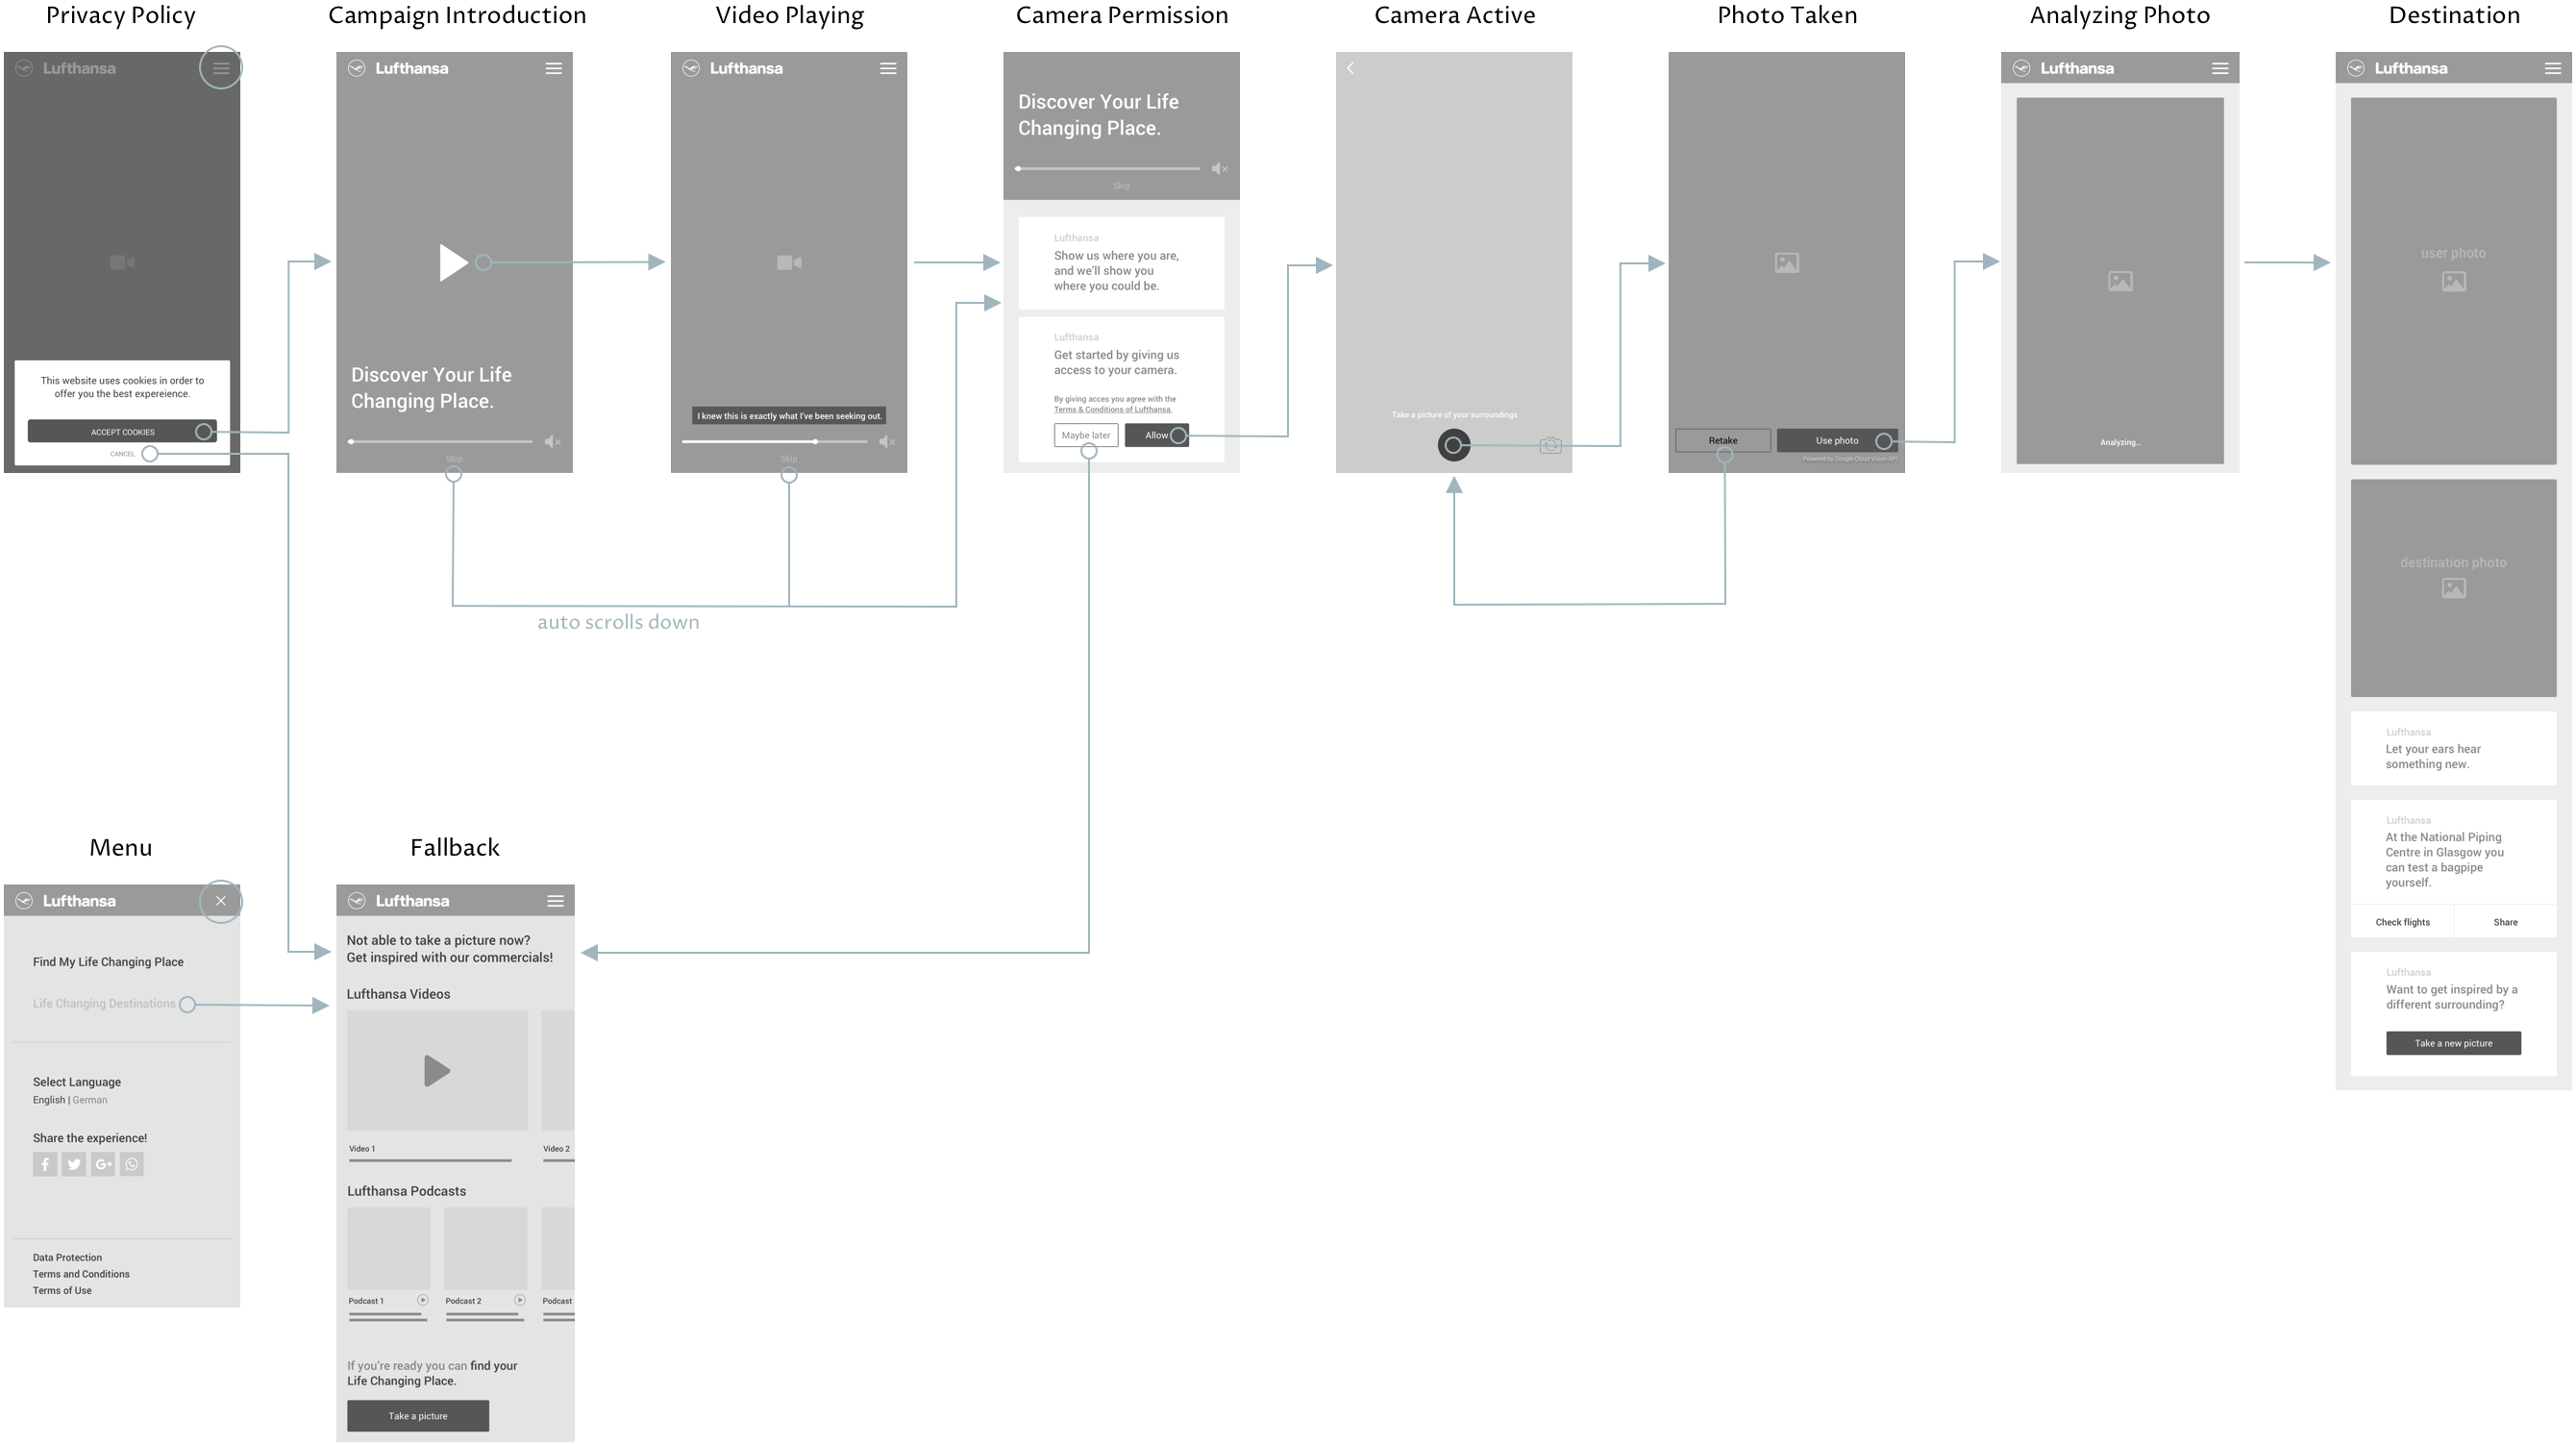 Privacy Policy
Lufthansa
This website uses cookies in order to
offer you the best expereience.
ACCEPT COOKIES
CANCEL
Campaign Introduction
Lufthansa
Discover Your Life
Changing Place.
Skip
auto scrolls down
Video Playing
Lufthansa
I knew this is exactly what I've been seeking out.
Skip
Camera Permission
Discover Your Life
Changing Place.
Skip
Lufthansa
Show us where you are,
and we'll show you
where you could be.
Lufthansa
Get started by giving us
access to your camera.
By giving acces you agree with the
Terms & Conditions of Lufthansa.
Maybe later
Allow
Camera Active
Take a picture of your surroundings
Photo Taken
Retake
Use photo
Powered by Google Cloud Vision API
Analyzing Photo
Lufthansa
Analyzing...
Destination
Lufthansa
user photo
destination photo
Lufthansa
Let your ears hear
something new.
Lufthansa
At the National Piping
Centre in Glasgow you
can test a bagpipe
yourself.
Check flights
Share
Lufthansa
Want to get inspired by a
different surrounding?
Take a new picture
Menu
Lufthansa
Find My Life Changing Place
Life Changing Destinations
Select Language
English | German
Share the experience!
Data Protection
Terms and Conditions
Terms of Use
Fallback
Lufthansa
Not able to take a picture now?
Get inspired with our commercials!
Lufthansa Videos
Video 1
Video 2
Lufthansa Podcasts
Podcast 1
Podcast 2
Podcast
If you're ready you can find your
Life Changing Place.
Take a picture